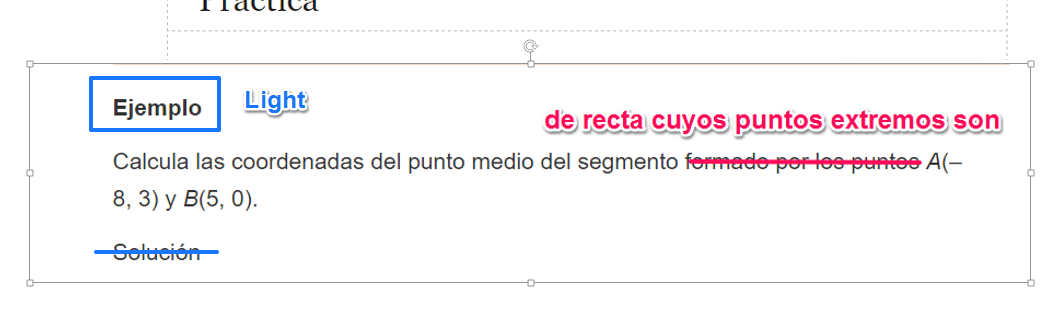 Práctica
Ejemplo Light
de recta cuyos puntos extremos son
Calcula las coordenadas del punto medio del segmento formado por los puntos A(–
8, 3) y B(5, 0).
Solución